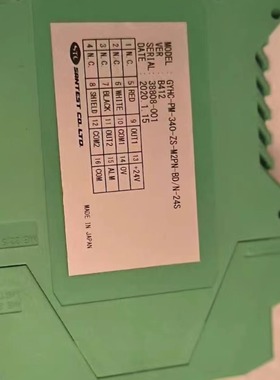 MODEL : GYHC-PM-340-ZS-M2PN-BD/N-24S
VER : B412
SERIAL : 38808-001
DATE : 2020. 1.15
1 N.C. 5 RED 9 OUT1 13 +24V
2 N.C. 6 WHITE 10 COM1 14 0V
3 N.C. 7 BLACK 11 OUT2 15 ALM
4 N.C. 8 SHIELD 12 COM2 16 COM
SANTEST CO.,LTD.
MADE IN JAPAN